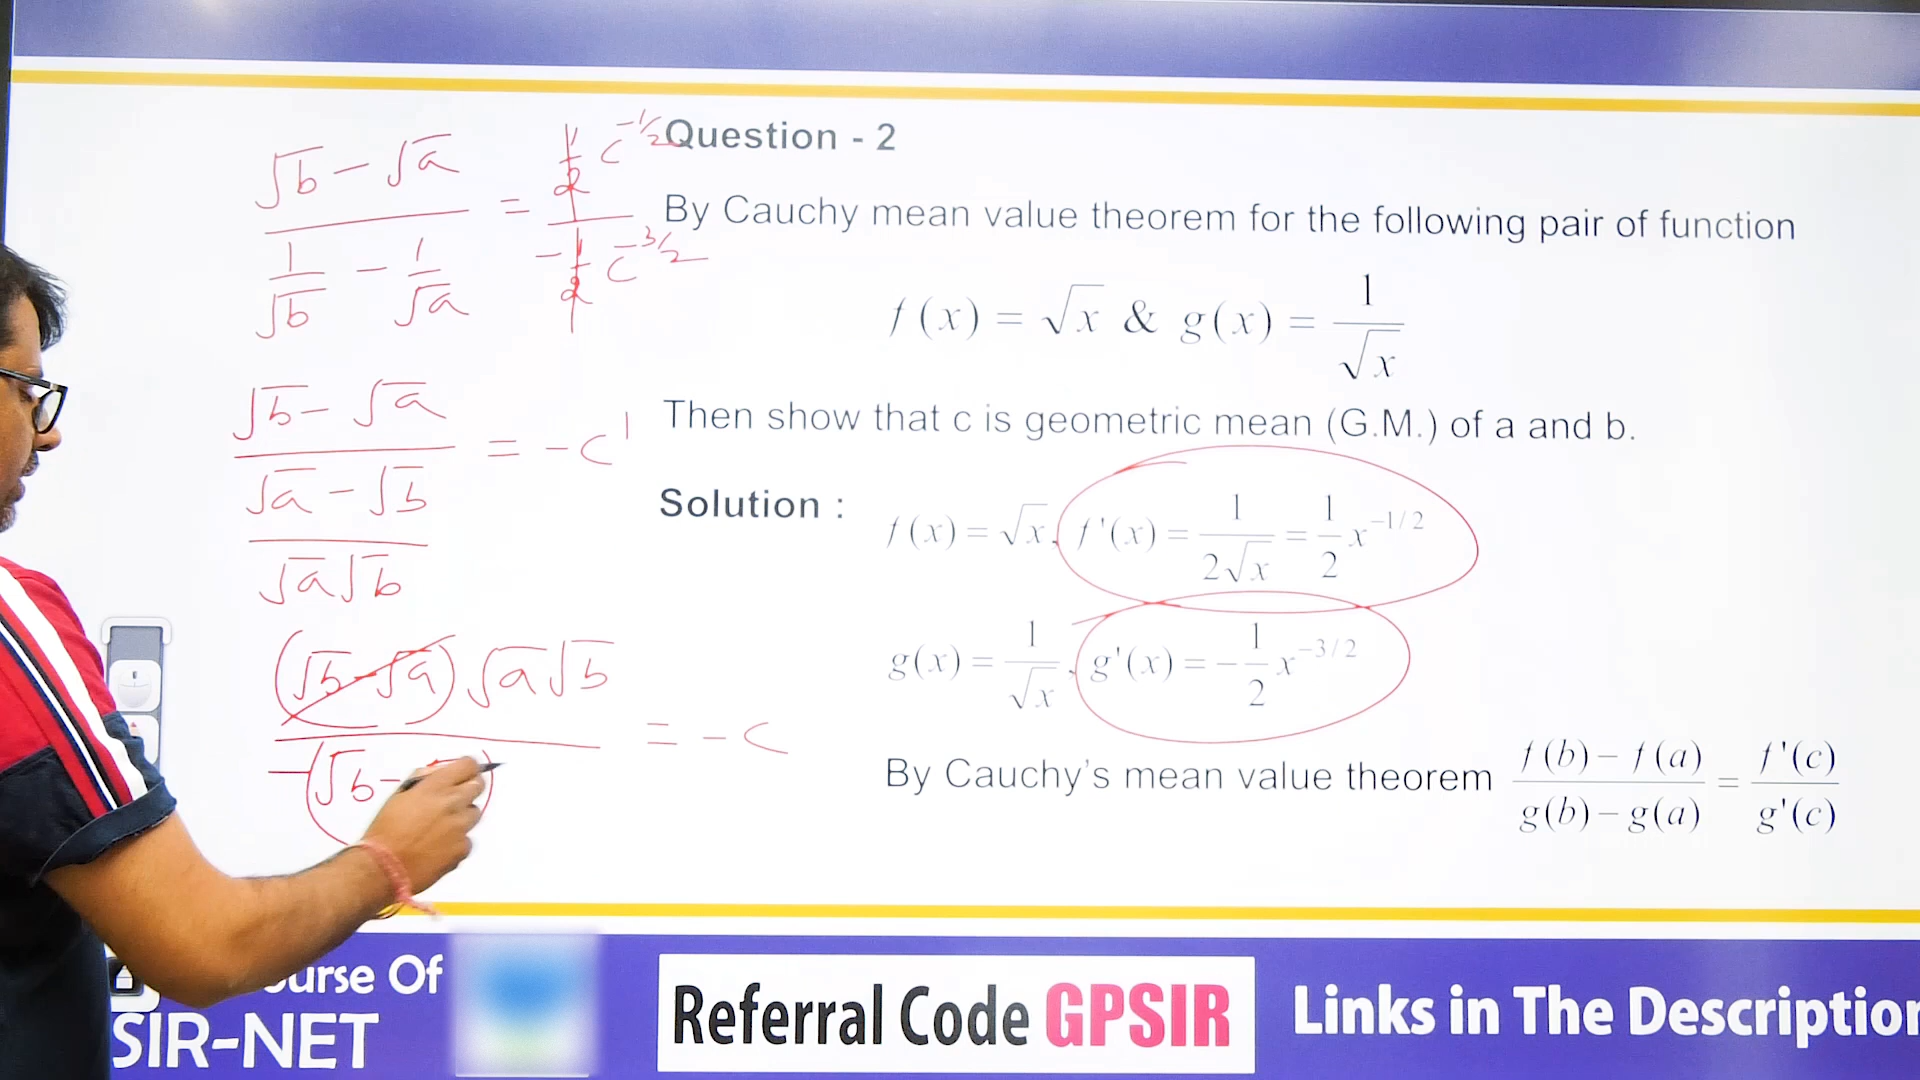 √b − √a / (1/√b − 1/√a) = 1/2 c^(−1/2) / (−1/2 c^(−3/2))
(√b − √a) / ((√a − √b) / (√a√b)) = −c^1
(√b − √a) √a√b / −(√b − = −c
Question - 2
By Cauchy mean value theorem for the following pair of function
f(x) = √x & g(x) = 1/√x
Then show that c is geometric mean (G.M.) of a and b.
Solution :
f(x) = √x, f'(x) = 1/(2√x) = 1/2 x^(−1/2)
g(x) = 1/√x, g'(x) = −1/2 x^(−3/2)
By Cauchy's mean value theorem (f(b) − f(a))/(g(b) − g(a)) = f'(c)/g'(c)
Of
SIR-NET
Referral Code GPSIR
Links in The Description